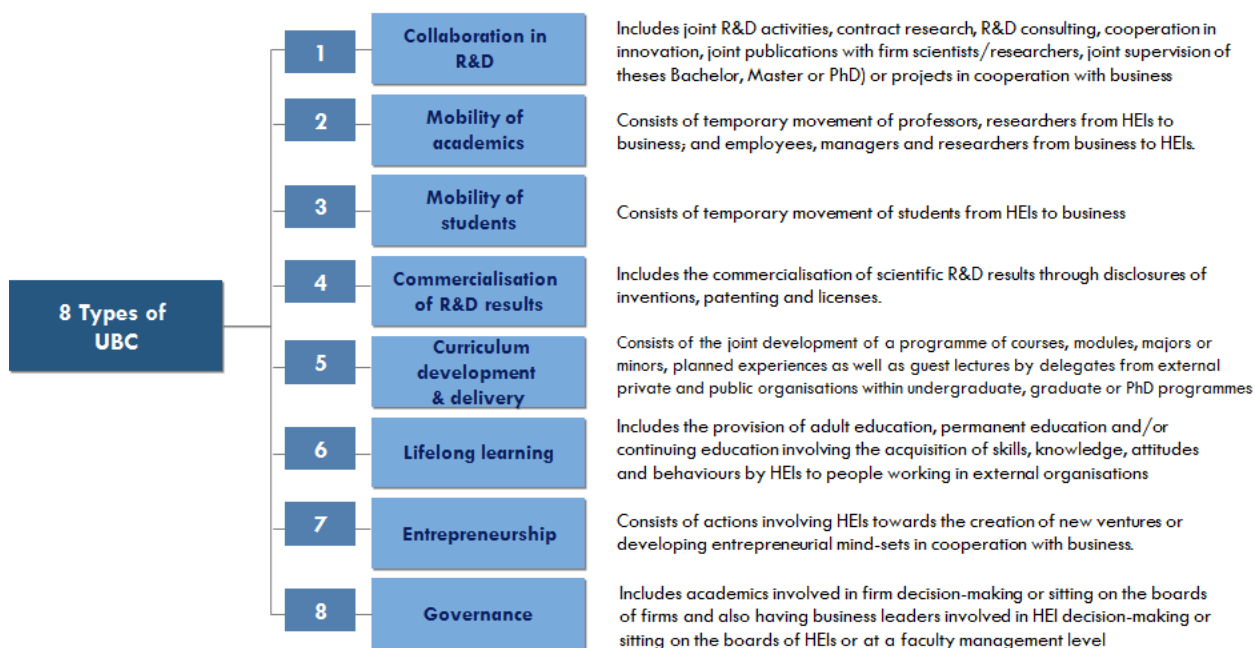 8 Types of
UBC
1
Collaboration in
R&D
Includes joint R&D activities, contract research, R&D consulting, cooperation in
innovation, joint publications with firm scientists/researchers, joint supervision of
theses Bachelor, Master or PhD) or projects in cooperation with business
2
Mobility of
academics
Consists of temporary movement of professors, researchers from HEIs to
business; and employees, managers and researchers from business to HEIs.
3
Mobility of
students
Consists of temporary movement of students from HEIs to business
4
Commercialisation
of R&D results
Includes the commercialisation of scientific R&D results through disclosures of
inventions, patenting and licenses.
5
Curriculum
development
& delivery
Consists of the joint development of a programme of courses, modules, majors or
minors, planned experiences as well as guest lectures by delegates from external
private and public organisations within undergraduate, graduate or PhD programmes
6
Lifelong learning
Includes the provision of adult education, permanent education and/or
continuing education involving the acquisition of skills, knowledge, attitudes
and behaviours by HEIs to people working in external organisations
7
Entrepreneurship
Consists of actions involving HEIs towards the creation of new ventures or
developing entrepreneurial mind-sets in cooperation with business.
8
Governance
Includes academics involved in firm decision-making or sitting on the boards
of firms and also having business leaders involved in HEI decision-making or
sitting on the boards of HEIs or at a faculty management level